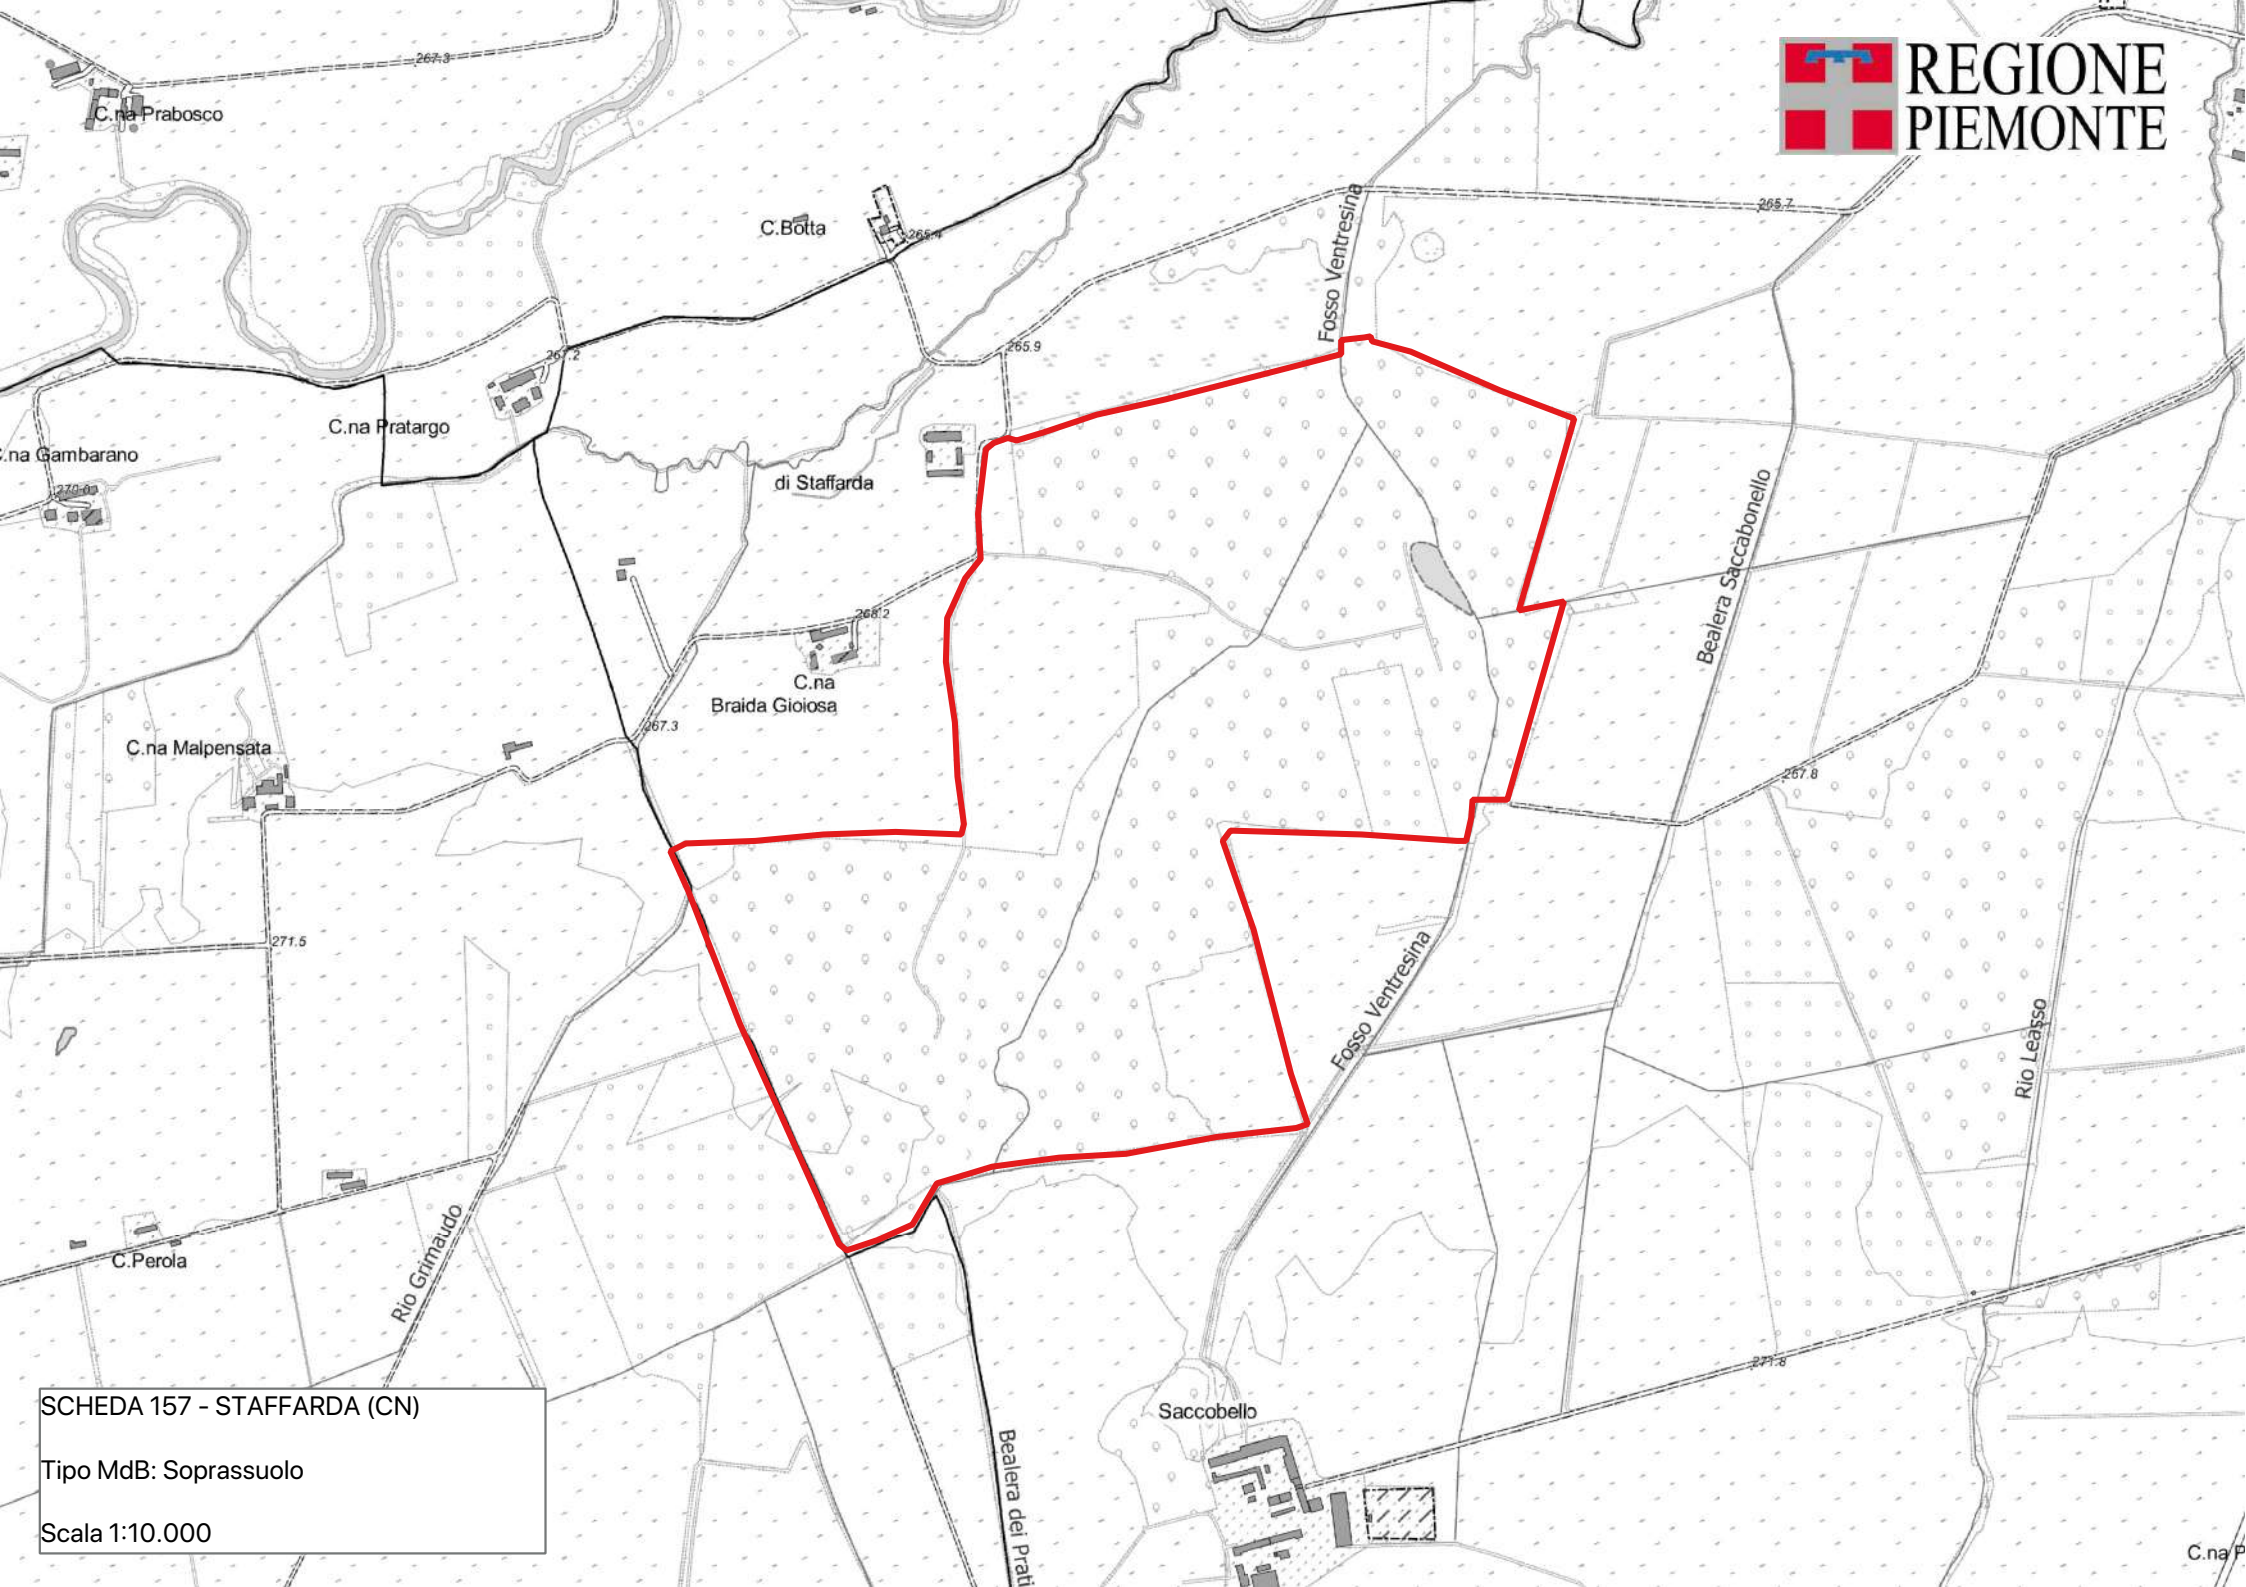 267.3
C.na Prabosco
REGIONE
PIEMONTE
C.Botta
265.4
Fosso Ventresina
265.7
267.2
265.9
C.na Pratargo
C.na Gambarano
270.0
di Staffarda
Bealera Saccabonello
268.2
C.na
Braida Gioiosa
267.3
C.na Malpensata
267.8
271.5
Fosso Ventresina
Rio Leasso
C.Perola
Rio Grimaudo
271.8
Saccobello
Bealera dei Prati
SCHEDA 157 - STAFFARDA (CN)
Tipo MdB: Soprassuolo
Scala 1:10.000
C.na P